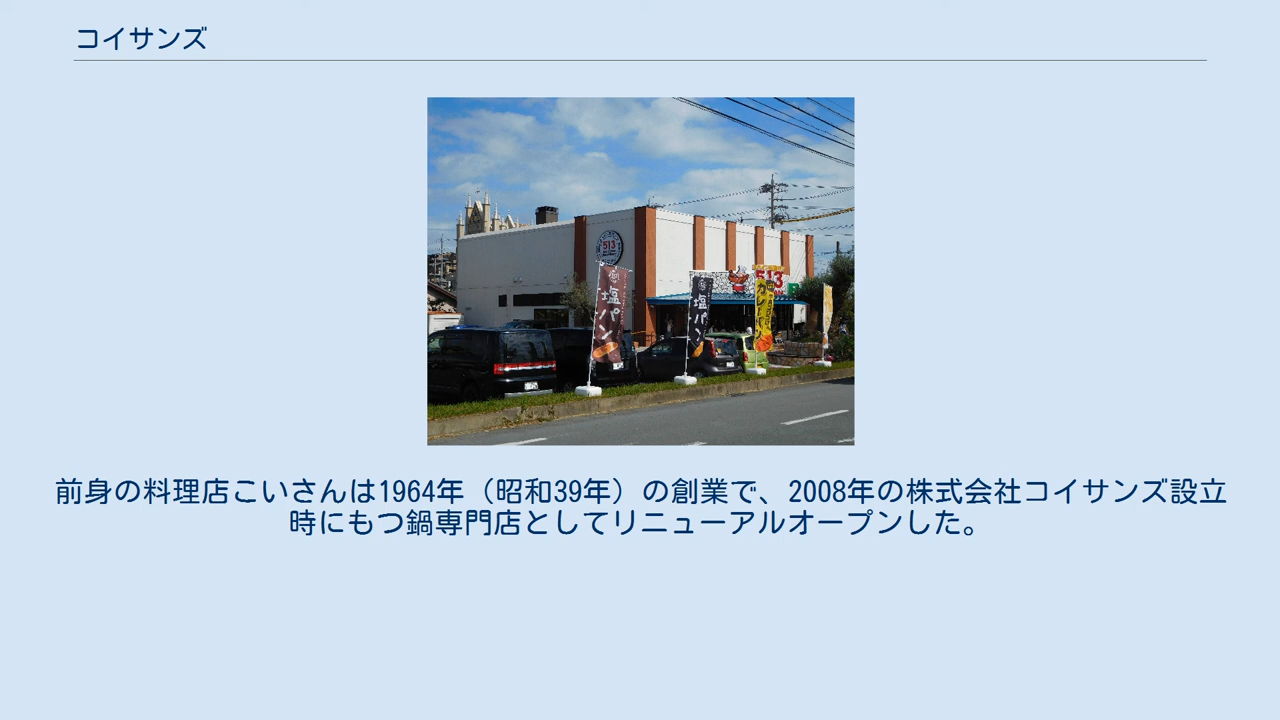 コイサンズ
513
513
塩パン
塩パン
前身の料理店こいさんは1964年（昭和39年）の創業で、2008年の株式会社コイサンズ設立
時にもつ鍋専門店としてリニューアルオープンした。